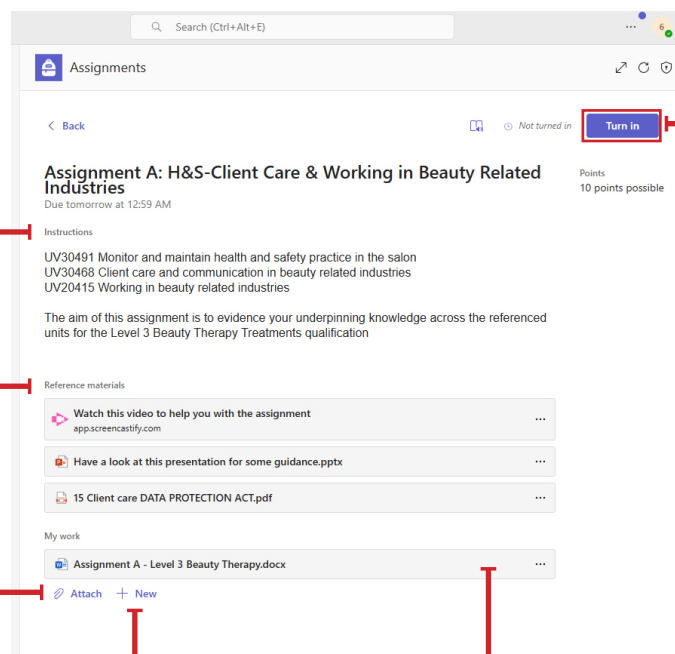 Search (Ctrl+Alt+E)
6
Assignments
Back
Not turned in
Turn in
Assignment A: H&S-Client Care & Working in Beauty Related
Industries
Due tomorrow at 12:59 AM
Points
10 points possible
Instructions
UV30491 Monitor and maintain health and safety practice in the salon
UV30468 Client care and communication in beauty related industries
UV20415 Working in beauty related industries
The aim of this assignment is to evidence your underpinning knowledge across the referenced
units for the Level 3 Beauty Therapy Treatments qualification
Reference materials
Watch this video to help you with the assignment
app.screencastify.com
Have a look at this presentation for some guidance.pptx
15 Client care DATA PROTECTION ACT.pdf
My work
Assignment A - Level 3 Beauty Therapy.docx
Attach
New